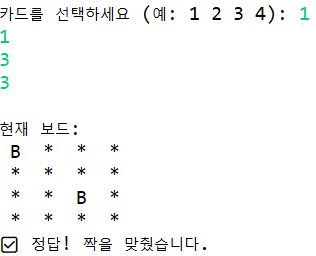 카드를 선택하세요 (예: 1 2 3 4): 1
1
3
3
현재 보드:
B * * *
* * * *
* * B *
* * * *
☑ 정답! 짝을 맞췄습니다.